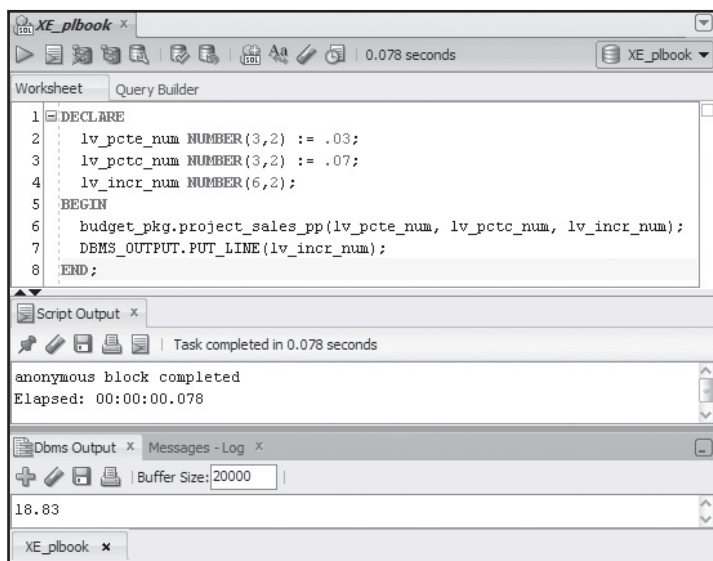 XE_plbook x
SQL Aa 0.078 seconds XE_plbook
Worksheet Query Builder
1 DECLARE
2 lv_pcte_num NUMBER(3,2) := .03;
3 lv_pctc_num NUMBER(3,2) := .07;
4 lv_incr_num NUMBER(6,2);
5 BEGIN
6 budget_pkg.project_sales_pp(lv_pcte_num, lv_pctc_num, lv_incr_num);
7 DBMS_OUTPUT.PUT_LINE(lv_incr_num);
8 END;
Script Output x
Task completed in 0.078 seconds
anonymous block completed
Elapsed: 00:00:00.078
Dbms Output x Messages - Log x
Buffer Size: 20000
18.83
XE_plbook x